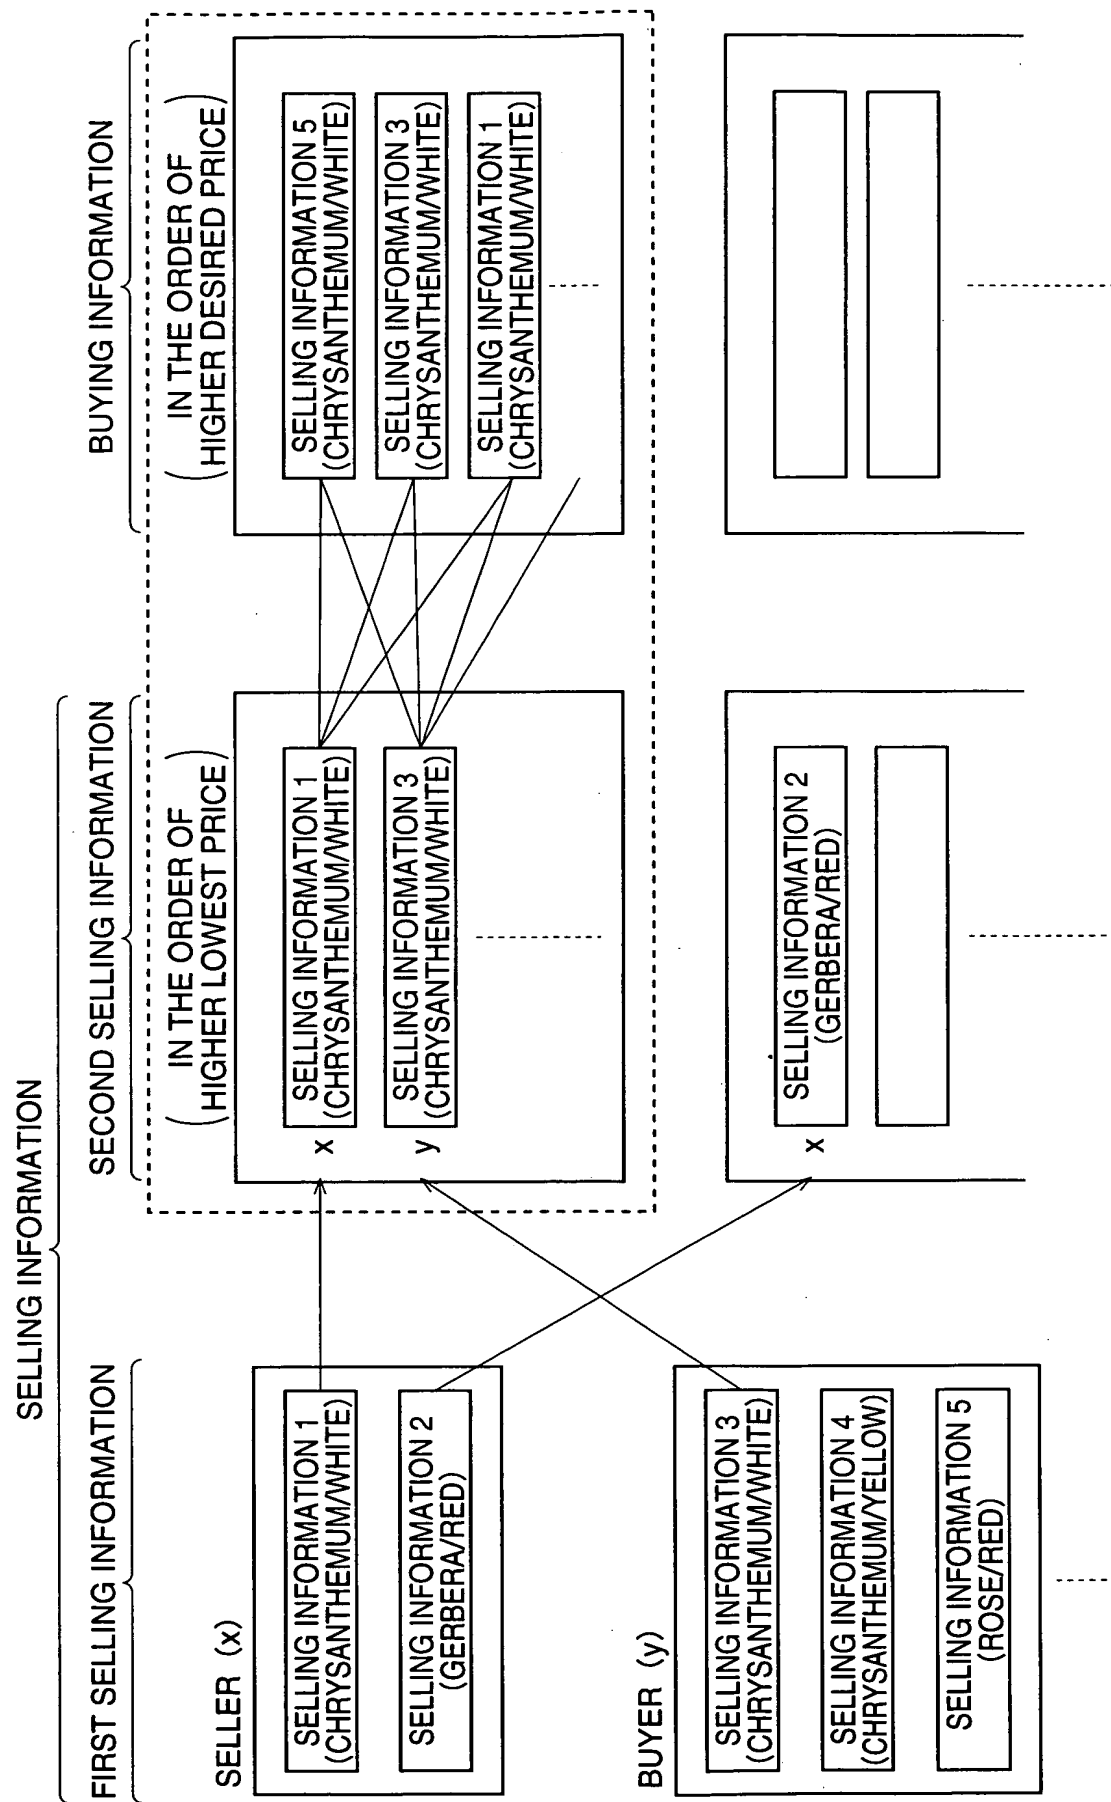 SELLING INFORMATION
FIRST SELLING INFORMATION
SECOND SELLING INFORMATION
BUYING INFORMATION
SELLER (x)
SELLING INFORMATION 1
(CHRYSANTHEMUM/WHITE)
SELLING INFORMATION 2
(GERBERA/RED)
BUYER (y)
SELLING INFORMATION 3
(CHRYSANTHEMUM/WHITE)
SELLING INFORMATION 4
(CHRYSANTHEMUM/YELLOW)
SELLING INFORMATION 5
(ROSE/RED)
(IN THE ORDER OF
HIGHER LOWEST PRICE)
x
SELLING INFORMATION 1
(CHRYSANTHEMUM/WHITE)
y
SELLING INFORMATION 3
(CHRYSANTHEMUM/WHITE)
x
SELLING INFORMATION 2
(GERBERA/RED)
(IN THE ORDER OF
HIGHER DESIRED PRICE)
SELLING INFORMATION 5
(CHRYSANTHEMUM/WHITE)
SELLING INFORMATION 3
(CHRYSANTHEMUM/WHITE)
SELLING INFORMATION 1
(CHRYSANTHEMUM/WHITE)